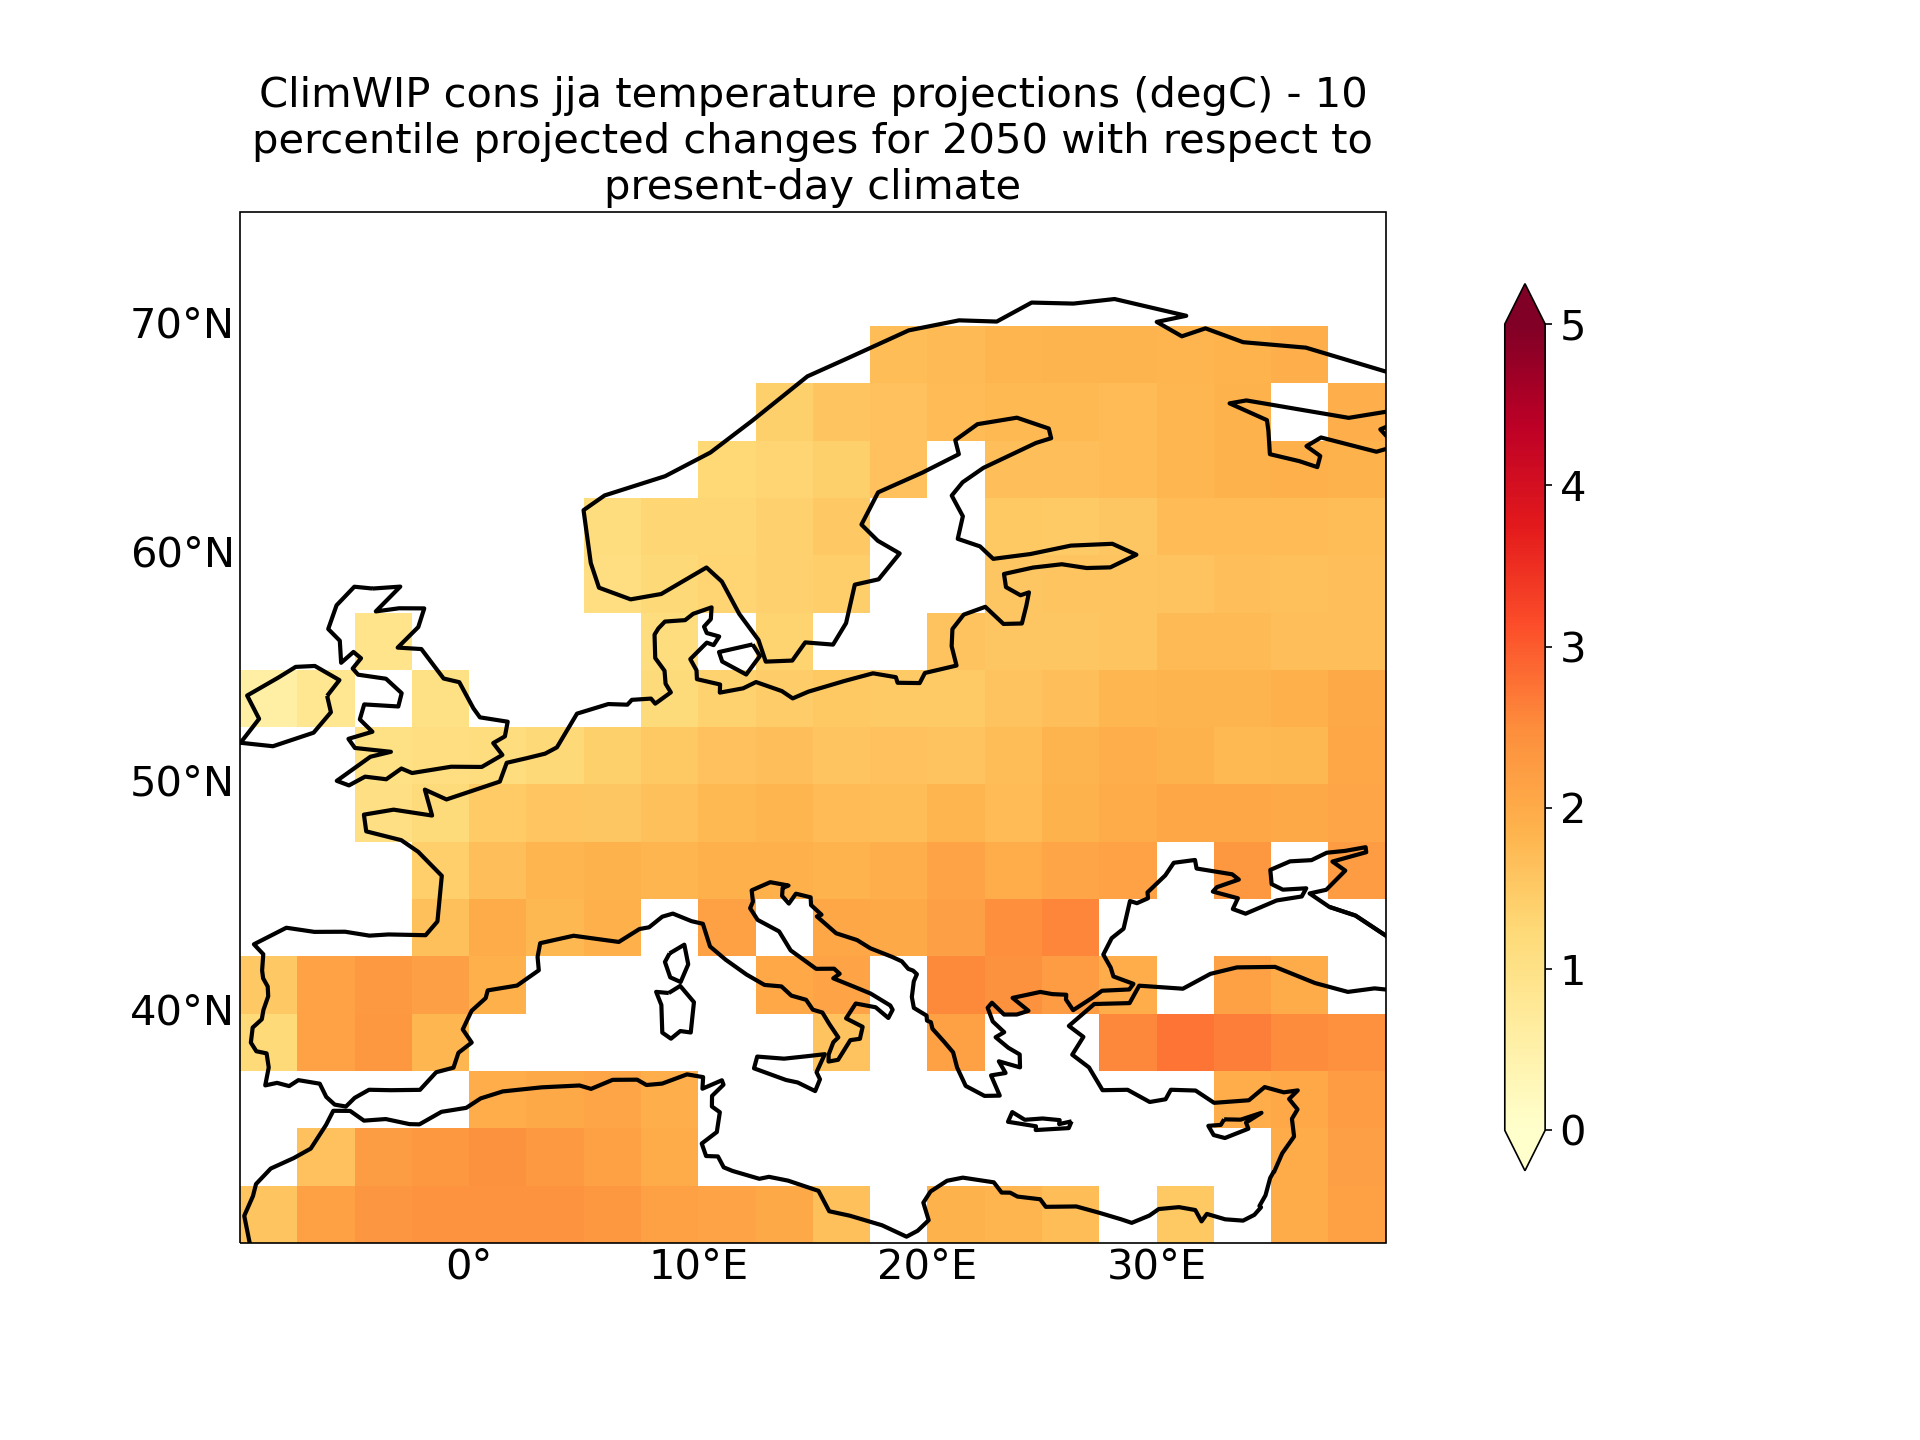 ClimWIP cons jja temperature projections (degC) - 10
percentile projected changes for 2050 with respect to
present-day climate
70°N
60°N
50°N
40°N
0°
10°E
20°E
30°E
5
4
3
2
1
0